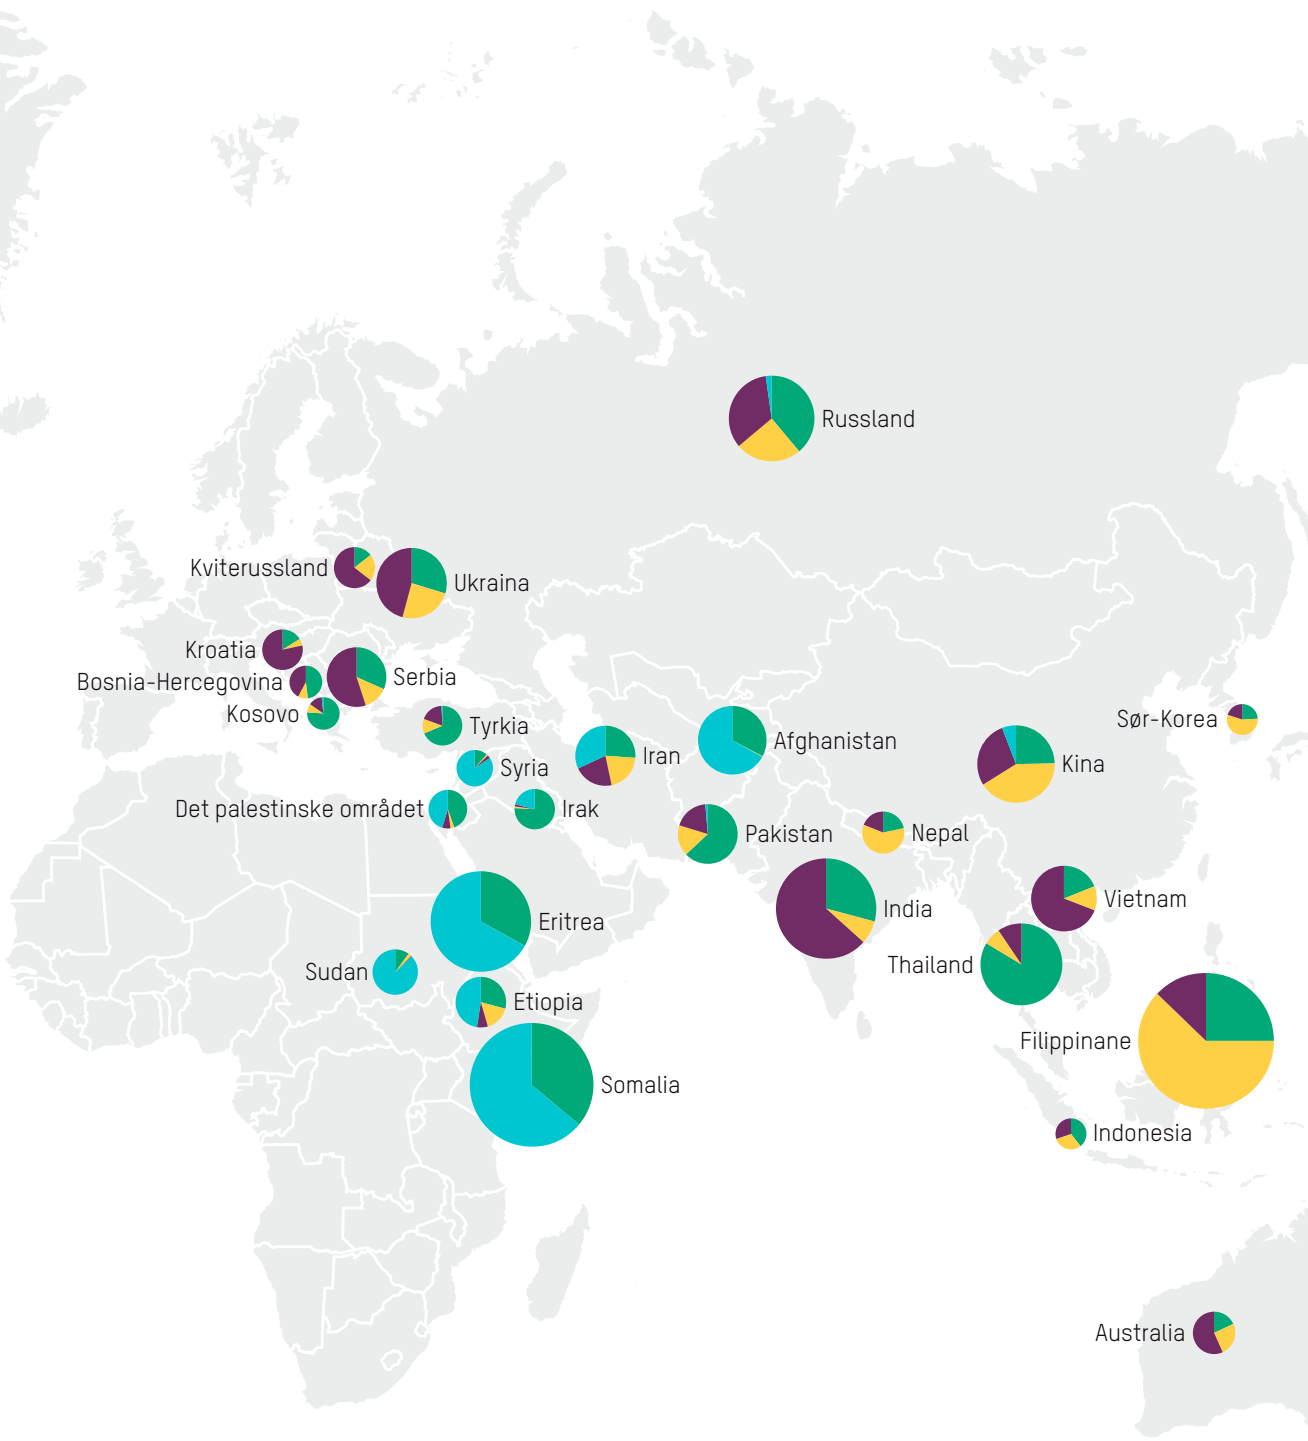 Russland
Kviterussland
Ukraina
Kroatia
Serbia
Bosnia-Hercegovina
Kosovo
Tyrkia
Sør-Korea
Afghanistan
Iran
Kina
Syria
Det palestinske området
Irak
Pakistan
Nepal
Vietnam
India
Eritrea
Thailand
Sudan
Etiopia
Filippinane
Somalia
Indonesia
Australia